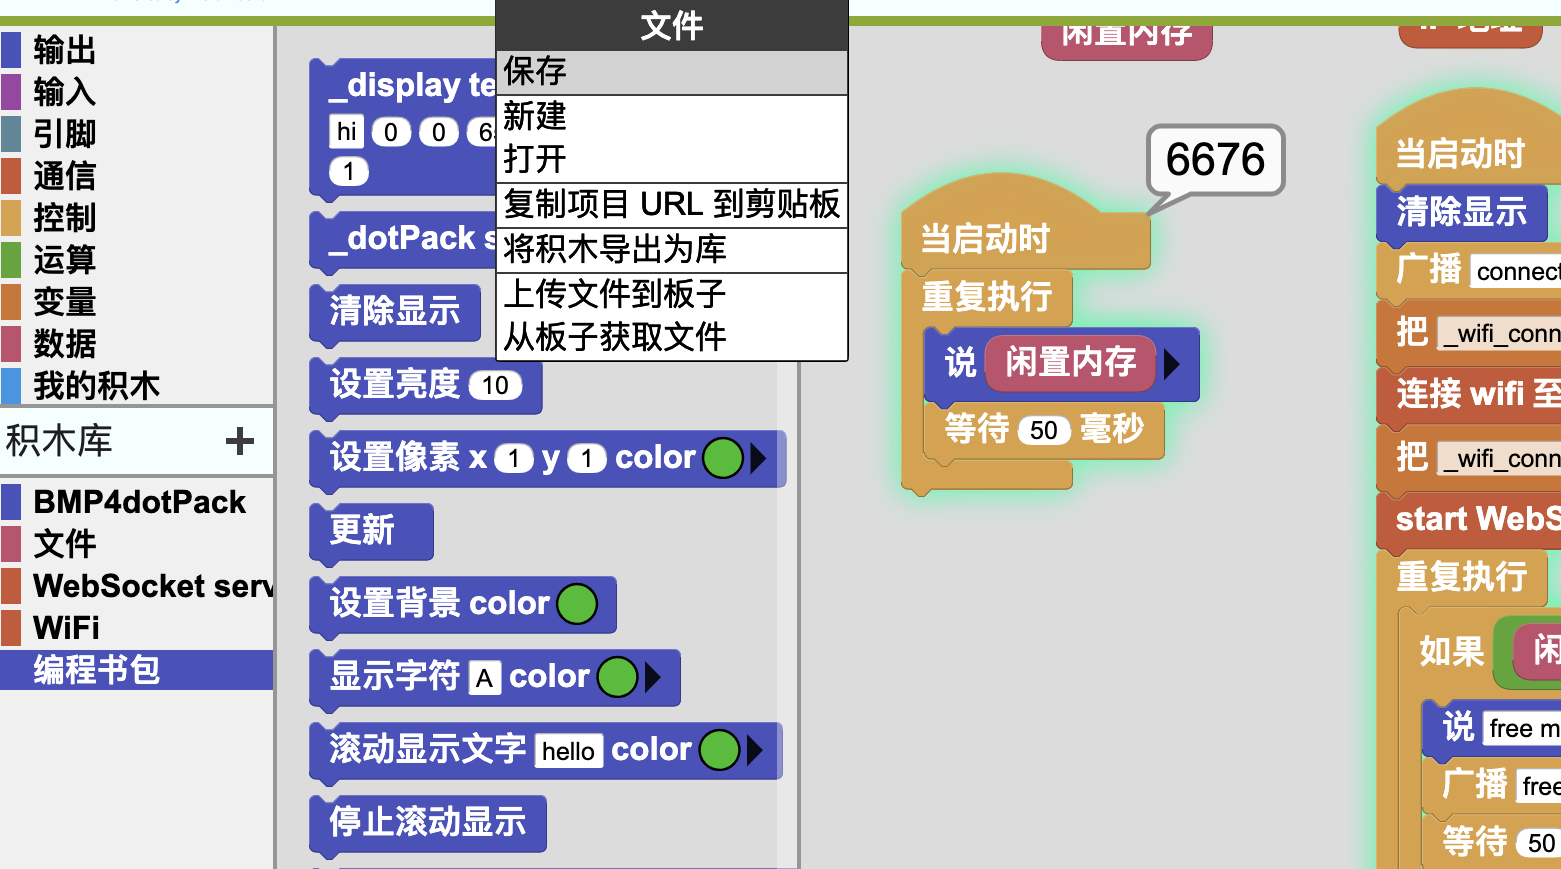 文件
保存
新建
打开
复制项目 URL 到剪贴板
将积木导出为库
上传文件到板子
从板子获取文件
输出
输入
引脚
通信
控制
运算
变量
数据
我的积木
积木库 +
BMP4dotPack
文件
WebSocket serv
WiFi
编程书包
_display te
hi 0 0 65
1
_dotPack s
清除显示
设置亮度 10
设置像素 x 1 y 1 color
更新
设置背景 color
显示字符 A color
滚动显示文字 hello color
停止滚动显示
闲置内存
6676
当启动时
重复执行
说 闲置内存
等待 50 毫秒
IP 地址
当启动时
清除显示
广播 connect
把 _wifi_conn
连接 wifi 至
把 _wifi_conn
start WebS
重复执行
如果 闲
说 free m
广播 free
等待 50